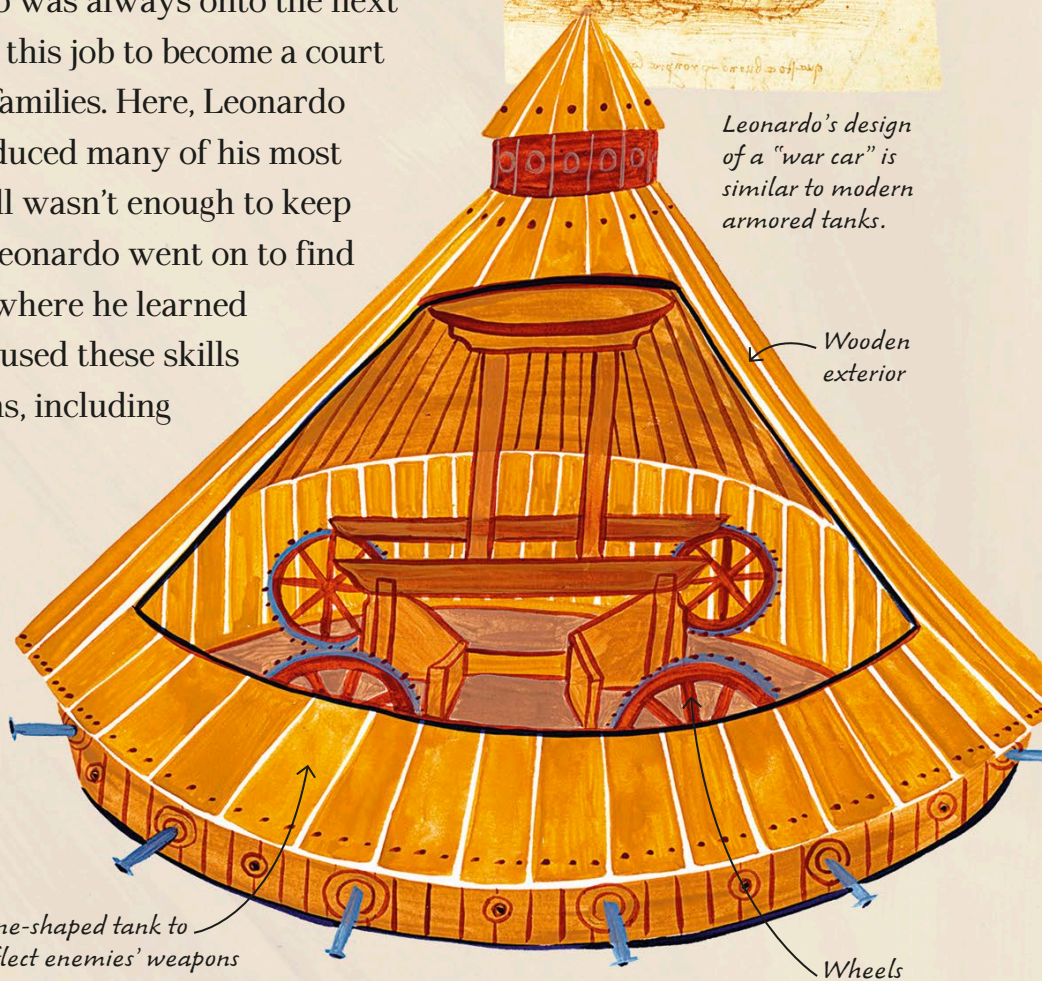 was always onto the next
this job to become a court
families. Here, Leonardo
duced many of his most
ll wasn't enough to keep
eonardo went on to find
where he learned
used these skills
ns, including
Leonardo's design
of a "war car" is
similar to modern
armored tanks.
Wooden
exterior
ne-shaped tank to
flect enemies' weapons
Wheels